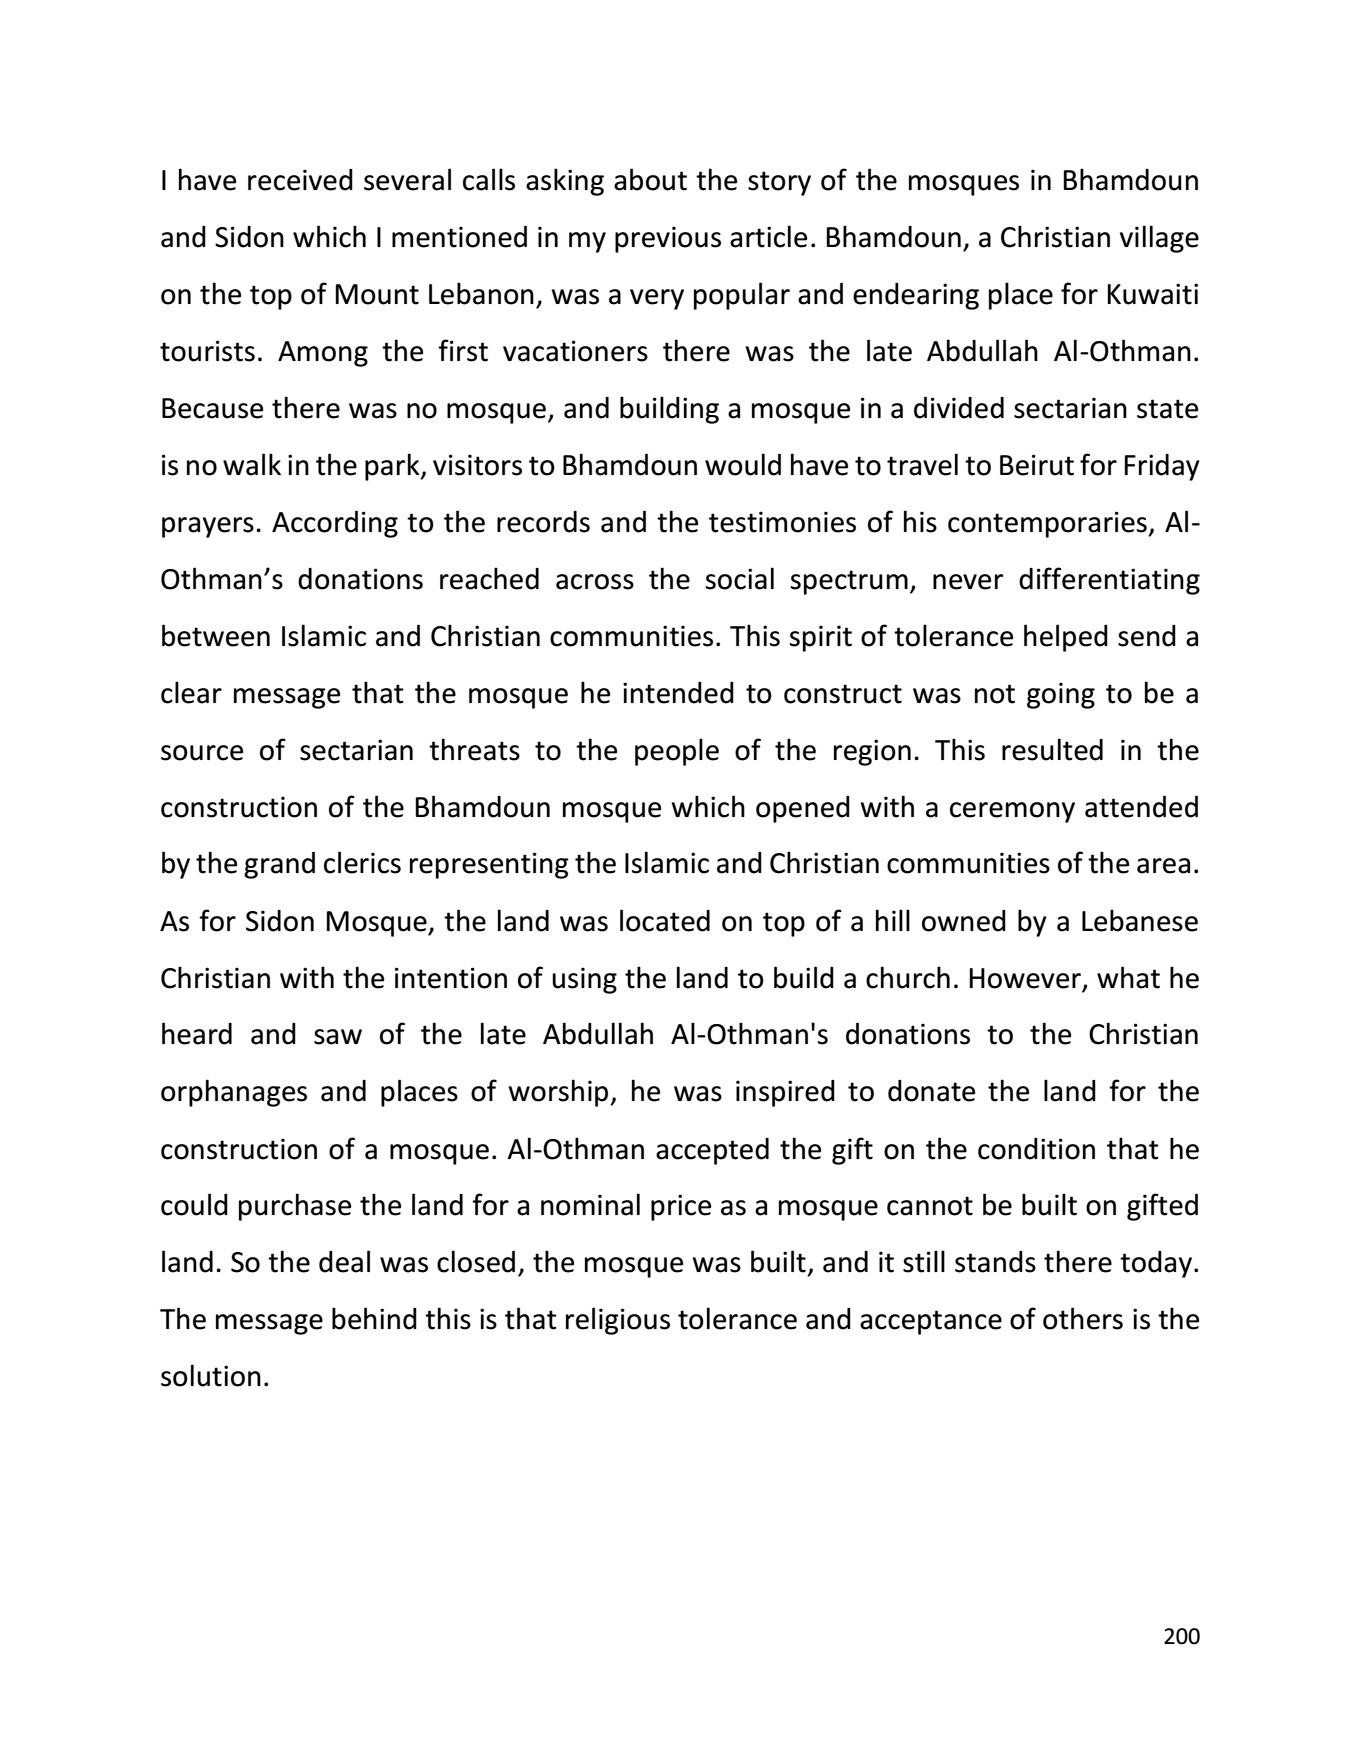 I have received several calls asking about the story of the mosques in Bhamdoun
and Sidon which I mentioned in my previous article. Bhamdoun, a Christian village
on the top of Mount Lebanon, was a very popular and endearing place for Kuwaiti
tourists. Among the first vacationers there was the late Abdullah Al-Othman.
Because there was no mosque, and building a mosque in a divided sectarian state
is no walk in the park, visitors to Bhamdoun would have to travel to Beirut for Friday
prayers. According to the records and the testimonies of his contemporaries, Al-
Othman’s donations reached across the social spectrum, never differentiating
between Islamic and Christian communities. This spirit of tolerance helped send a
clear message that the mosque he intended to construct was not going to be a
source of sectarian threats to the people of the region. This resulted in the
construction of the Bhamdoun mosque which opened with a ceremony attended
by the grand clerics representing the Islamic and Christian communities of the area.
As for Sidon Mosque, the land was located on top of a hill owned by a Lebanese
Christian with the intention of using the land to build a church. However, what he
heard and saw of the late Abdullah Al-Othman's donations to the Christian
orphanages and places of worship, he was inspired to donate the land for the
construction of a mosque. Al-Othman accepted the gift on the condition that he
could purchase the land for a nominal price as a mosque cannot be built on gifted
land. So the deal was closed, the mosque was built, and it still stands there today.
The message behind this is that religious tolerance and acceptance of others is the
solution.
200